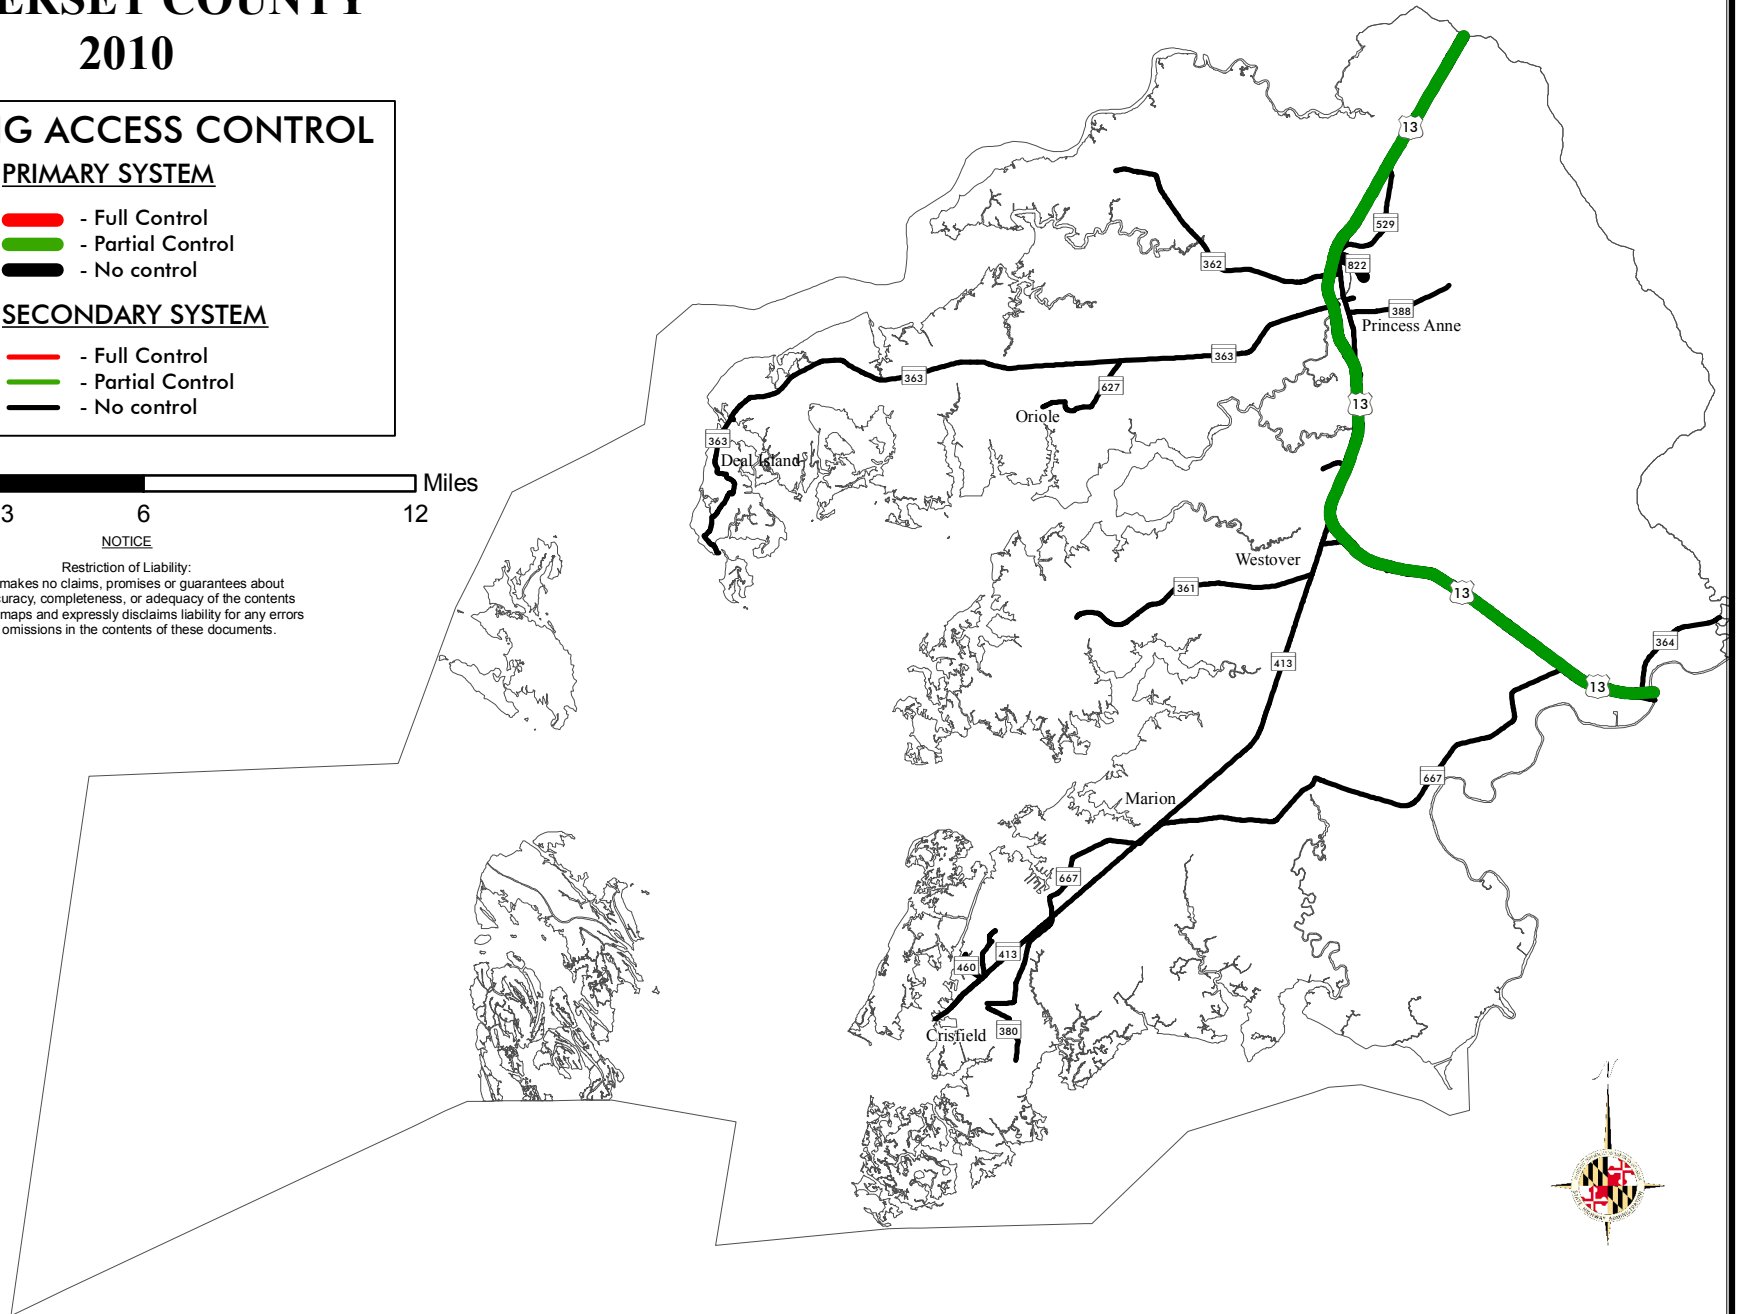 ERSET COUNTY
2010
G ACCESS CONTROL
PRIMARY SYSTEM
- Full Control
- Partial Control
- No control
SECONDARY SYSTEM
- Full Control
- Partial Control
- No control
Miles
3 6 12
NOTICE
Restriction of Liability:
makes no claims, promises or guarantees about
uracy, completeness, or adequacy of the contents
maps and expressly disclaims liability for any errors
omissions in the contents of these documents.
13
529
362
822
388
Princess Anne
363
363
627
13
Oriole
363
Deal Island
Westover
361
13
364
413
13
667
Marion
667
413
460
380
Crisfield